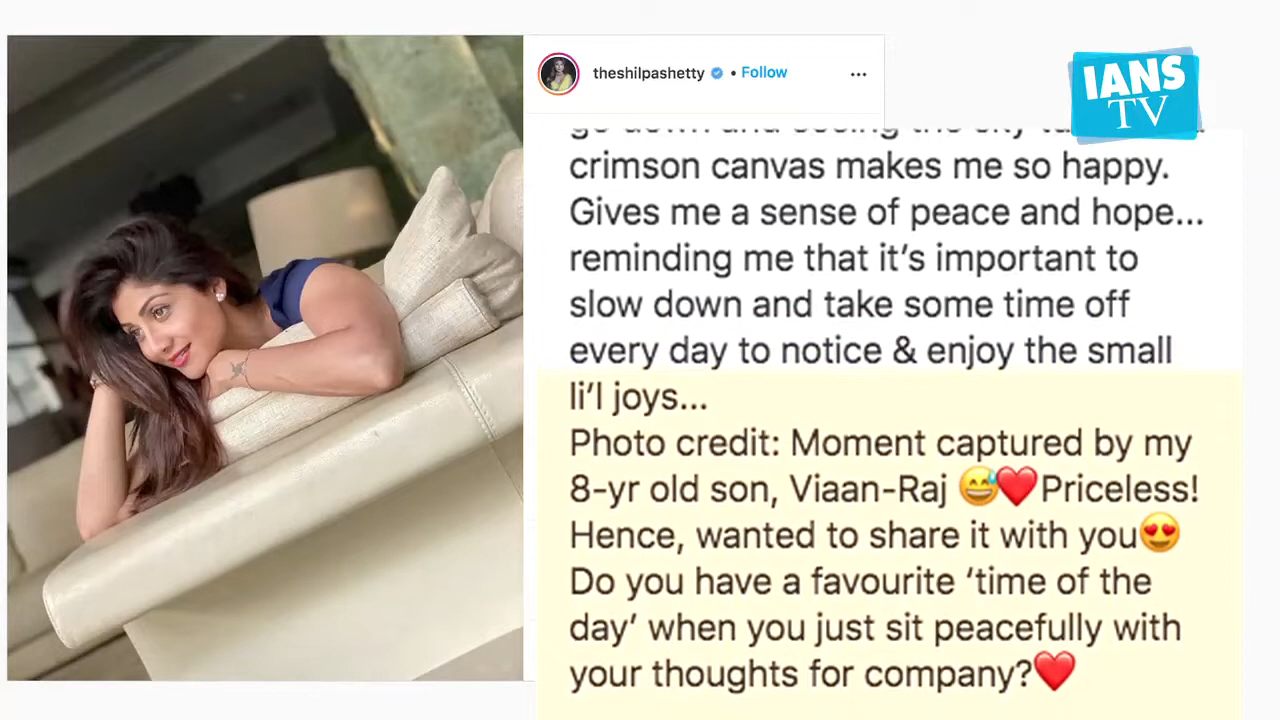 theshilpashetty • Follow
IANS
TV
crimson canvas makes me so happy.
Gives me a sense of peace and hope...
reminding me that it’s important to
slow down and take some time off
every day to notice & enjoy the small
li’l joys...
Photo credit: Moment captured by my
8-yr old son, Viaan-Raj 😅❤️Priceless!
Hence, wanted to share it with you😍
Do you have a favourite ‘time of the
day’ when you just sit peacefully with
your thoughts for company?❤️